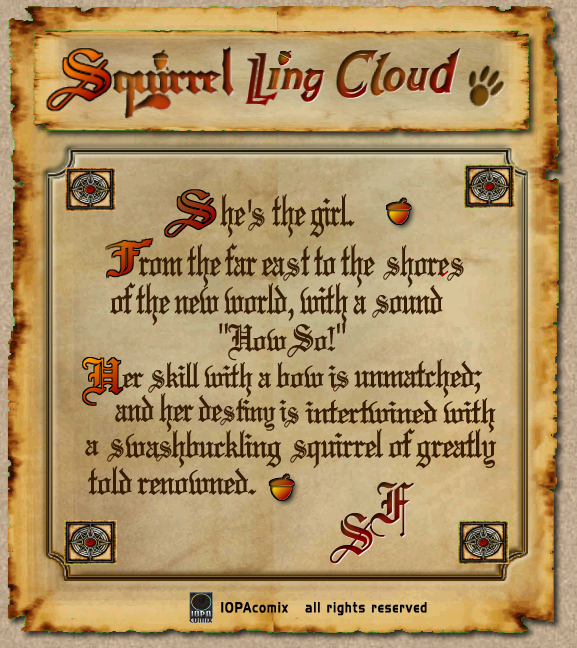 Squirrel Ling Cloud
She's the girl.
From the far east to the shores
of the new world, with a sound
"How So!"
Her skill with a bow is unmatched;
and her destiny is intertwined with
a swashbuckling squirrel of greatly
told renowned.
SF
IOPAcomix all rights reserved
IOPA